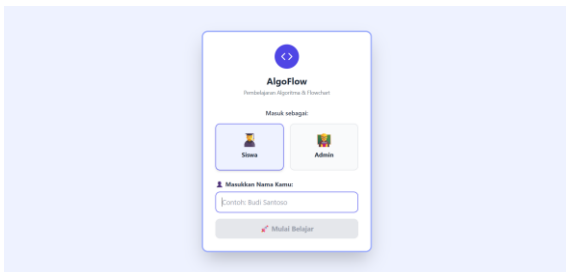 AlgoFlow
Pembelajaran Algoritma & Flowchart
Masuk sebagai:
Siswa
Admin
Masukkan Nama Kamu:
Contoh: Budi Santoso
Mulai Belajar